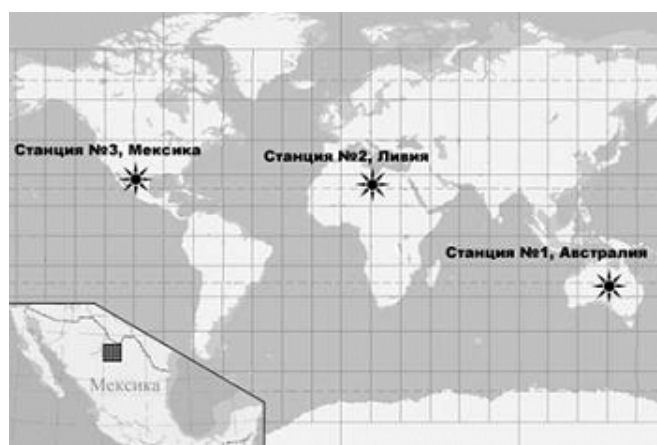 Станция №3, Мексика
Станция №2, Ливия
Станция №1, Австралия
Мексика